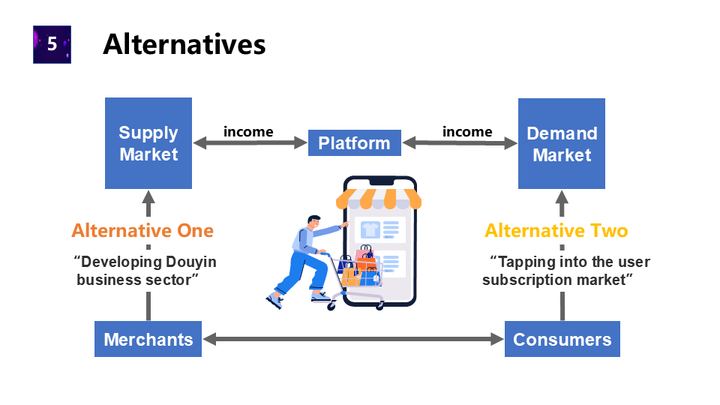 5
Alternatives
Supply
Market
income
Platform
income
Demand
Market
Alternative One
“Developing Douyin
business sector”
Alternative Two
“Tapping into the user
subscription market”
Merchants
Consumers